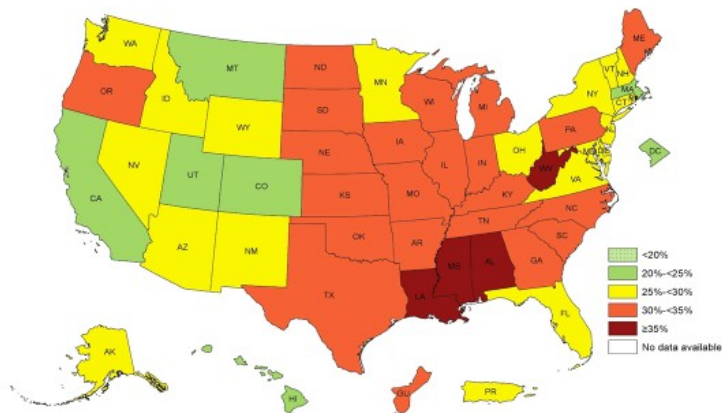 WA
MT
ND
MN
ME
OR
ID
SD
WI
MI
VT
NH
NY
MA
CT
WY
NE
IA
PA
NJ
NV
UT
CO
IL
IN
OH
DC
CA
KS
MO
WV
VA
KY
AZ
NM
OK
AR
TN
NC
SC
TX
LA
MS
AL
GA
FL
<20%
20%-<25%
25%-<30%
30%-<35%
≥35%
No data available
AK
HI
GU
PR